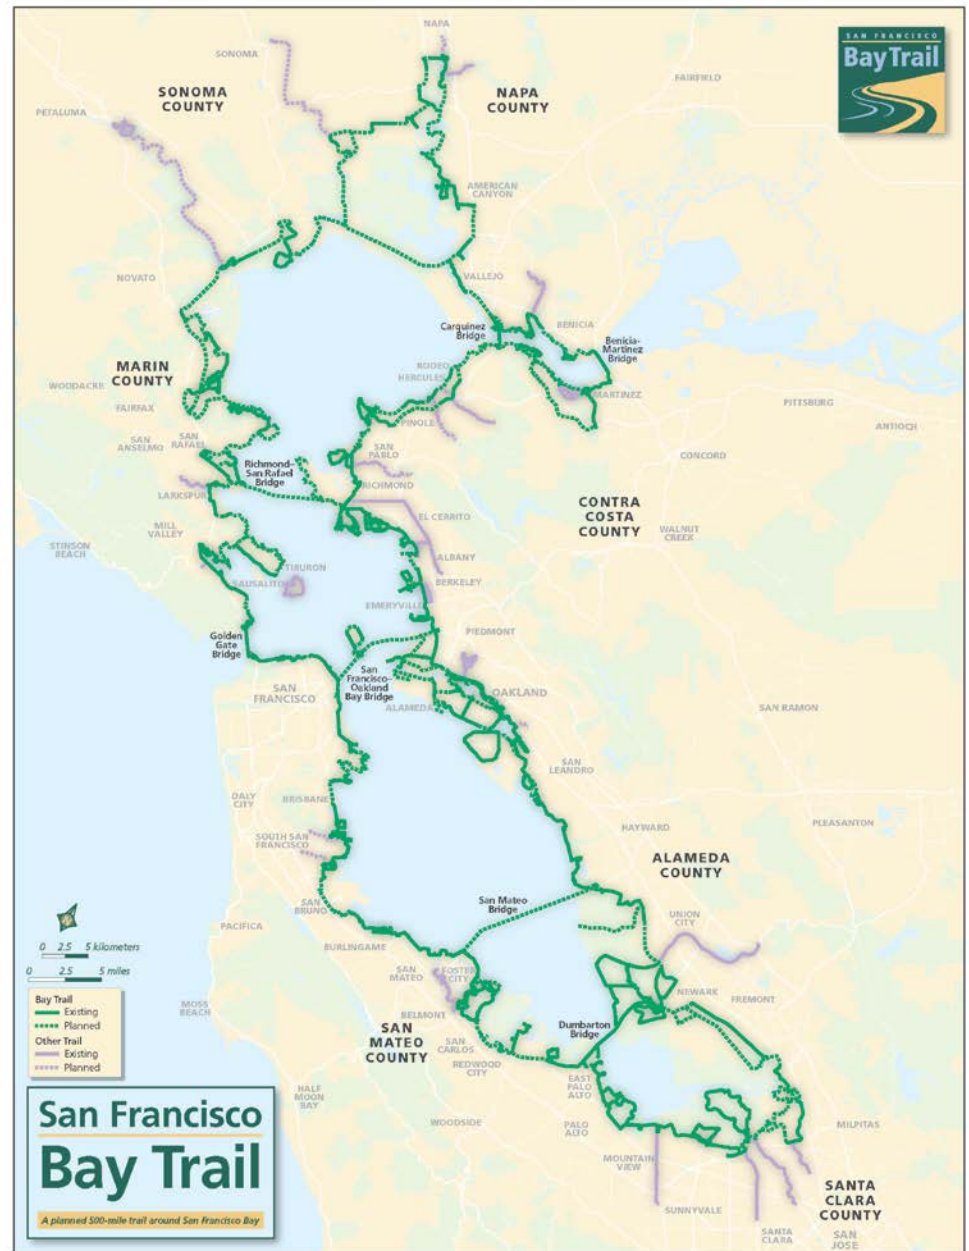 NAPA
SAN FRANCISCO
Bay Trail
SONOMA
SONOMA
COUNTY
NAPA
COUNTY
FAIRFIELD
PETALUMA
AMERICAN
CANYON
NOVATO
VALLEJO
Carquinez
Bridge
BENICIA
Benicia-
Martinez
Bridge
MARIN
COUNTY
RODEO
HERCULES
WOODACRE
MARTINEZ
PITTSBURG
FAIRFAX
PINOLE
ANTIOCH
SAN
ANSELMO
SAN
RAFAEL
SAN
PABLO
CONCORD
Richmond-
San Rafael
Bridge
RICHMOND
LARKSPUR
CONTRA
COSTA
COUNTY
EL CERRITO
MILL
VALLEY
WALNUT
CREEK
STINSON
BEACH
ALBANY
TIBURON
BERKELEY
SAUSALITO
EMERYVILLE
PIEDMONT
Golden
Gate
Bridge
San
Francisco-
Oakland
Bay Bridge
SAN
FRANCISCO
OAKLAND
ALAMEDA
SAN RAMON
SAN
LEANDRO
DALY
CITY
BRISBANE
HAYWARD
PLEASANTON
SOUTH SAN
FRANCISCO
ALAMEDA
COUNTY
San Mateo
Bridge
SAN
BRUNO
UNION
CITY
PACIFICA
BURLINGAME
0 2.5 5 kilometers
0 2.5 5 miles
SAN
MATEO
FOSTER
CITY
NEWARK
FREMONT
Bay Trail
Existing
Planned
Other Trail
Existing
Planned
MOSS
BEACH
BELMONT
Dumbarton
Bridge
SAN
MATEO
COUNTY
SAN
CARLOS
REDWOOD
CITY
EAST
PALO
ALTO
HALF
MOON
BAY
WOODSIDE
PALO
ALTO
MILPITAS
San Francisco
Bay Trail
A planned 500-mile trail around San Francisco Bay
MOUNTAIN
VIEW
SUNNYVALE
SANTA
CLARA
COUNTY
SANTA
CLARA
SAN
JOSE